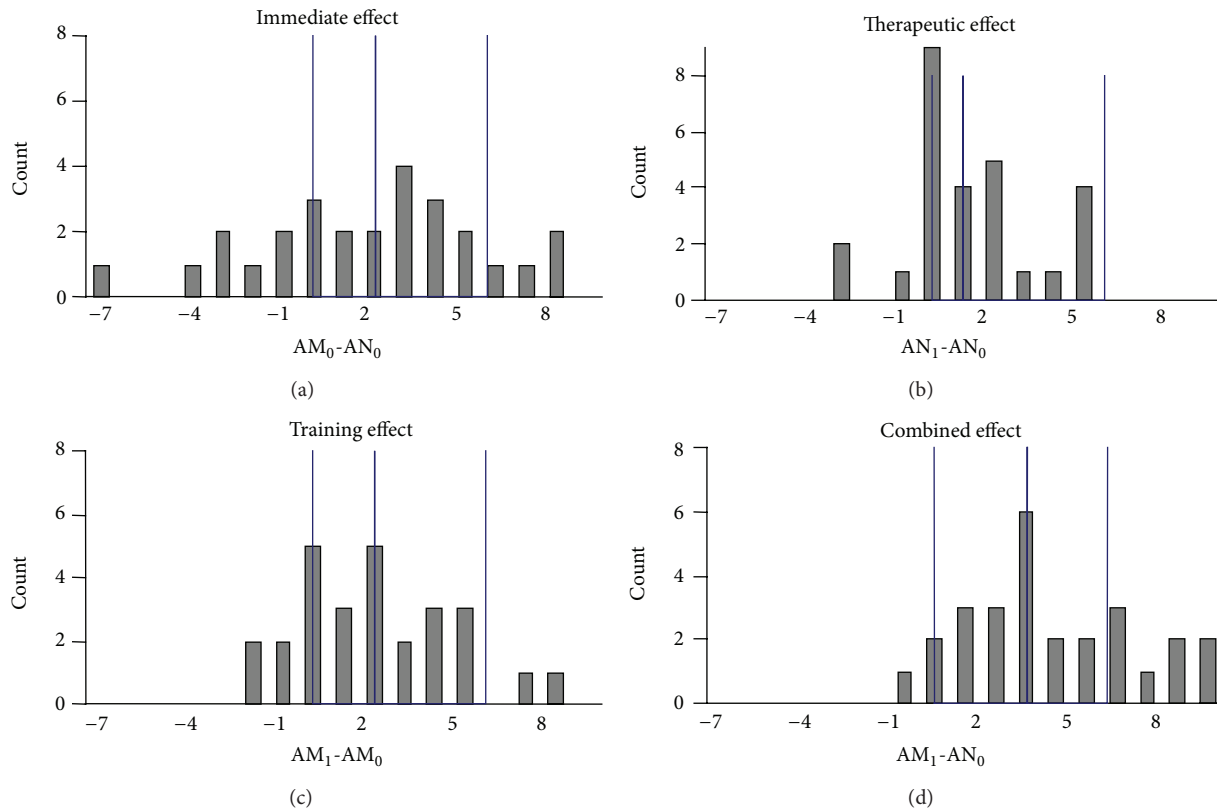 Immediate effect
8
6
4
2
0
Count
−7 −4 −1 2 5 8
AM₀-AN₀
(a)
Therapeutic effect
8
6
4
2
0
Count
−7 −4 −1 2 5 8
AN₁-AN₀
(b)
Training effect
8
6
4
2
0
Count
−7 −4 −1 2 5 8
AM₁-AM₀
(c)
Combined effect
8
6
4
2
0
Count
−7 −4 −1 2 5 8
AM₁-AN₀
(d)